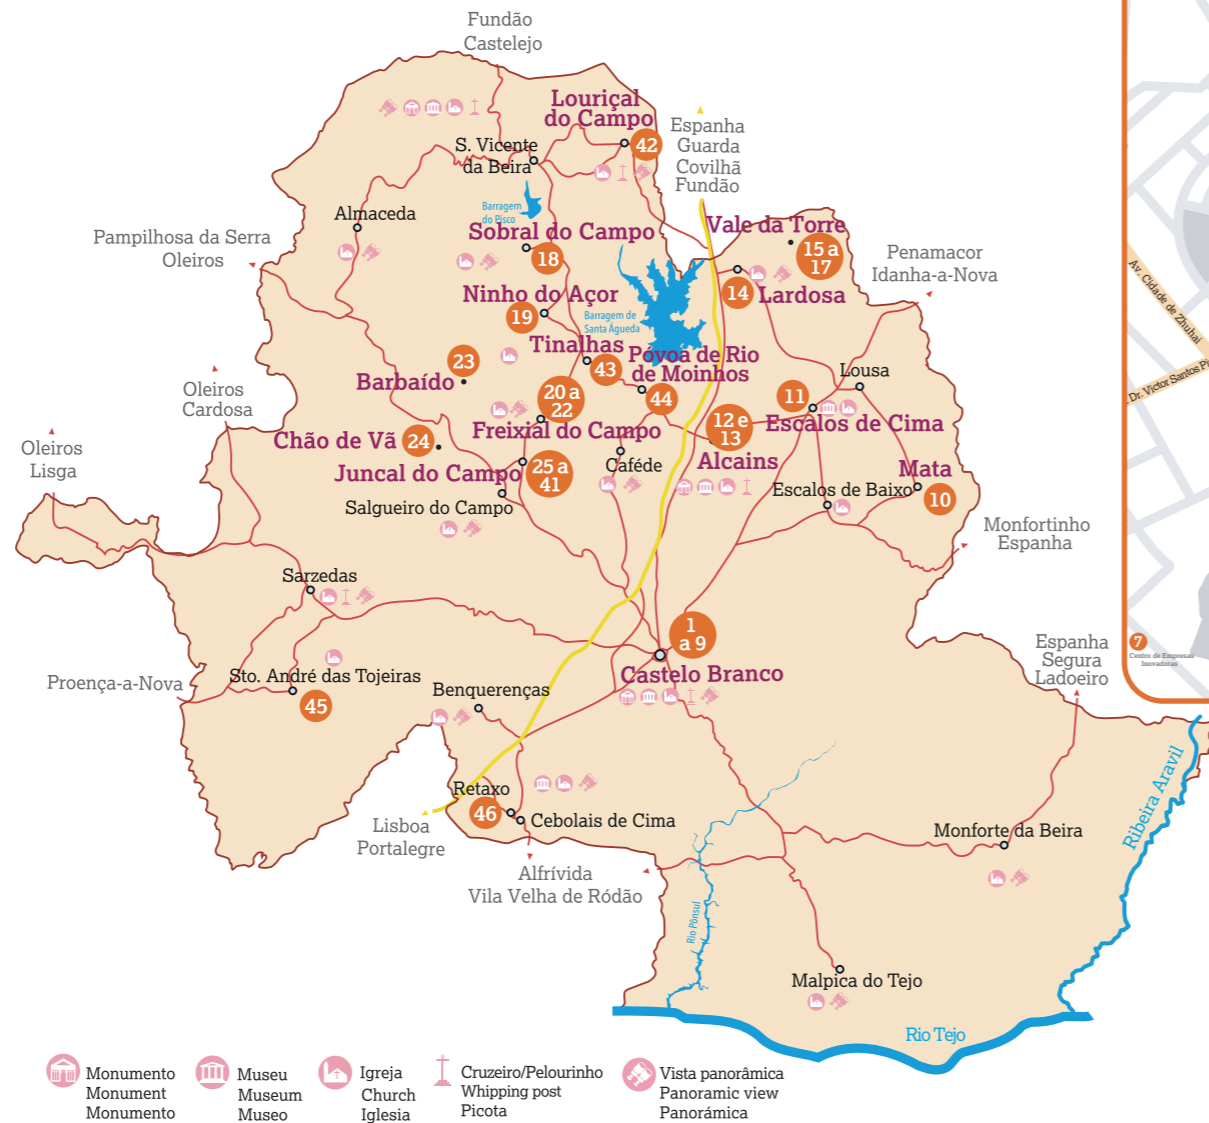 Fundão
Castelejo
Louriçal
do Campo
42
S. Vicente
da Beira
Espanha
Guarda
Covilhã
Fundão
Barragem
do Pisco
Almaceda
Pampilhosa da Serra
Oleiros
Sobral do Campo
18
Vale da Torre
15 a
17
Penamacor
Idanha-a-Nova
14
Lardosa
Ninho do Açor
19
Barragem de
Santa Águeda
Tinalhas
43
Póvoa de Rio
de Moinhos
44
23
Barbaído
Oleiros
Cardosa
20 a
22
Freixial do Campo
Lousa
11
Escalos de Cima
12 e
13
Alcains
Oleiros
Lisga
Chão de Vã
24
Juncal do Campo
25 a
41
Caféde
Mata
10
Escalos de Baixo
Salgueiro do Campo
Monfortinho
Espanha
Sarzedas
1
a 9
Castelo Branco
Espanha
Segura
Ladoeiro
Proença-a-Nova
Sto. André das Tojeiras
45
Benquerenças
Retaxo
46
Cebolais de Cima
Lisboa
Portalegre
Alfrívida
Vila Velha de Ródão
Monforte da Beira
Ribeira Aravil
Rio Pônsul
Malpica do Tejo
Rio Tejo
Av. Cidade de Zhuhai
Dr. Victor Santos
7
Centro de Empresas
Inovadoras
Monumento
Monument
Monumento
Museu
Museum
Museo
Igreja
Church
Iglesia
Cruzeiro/Pelourinho
Whipping post
Picota
Vista panorâmica
Panoramic view
Panorámica